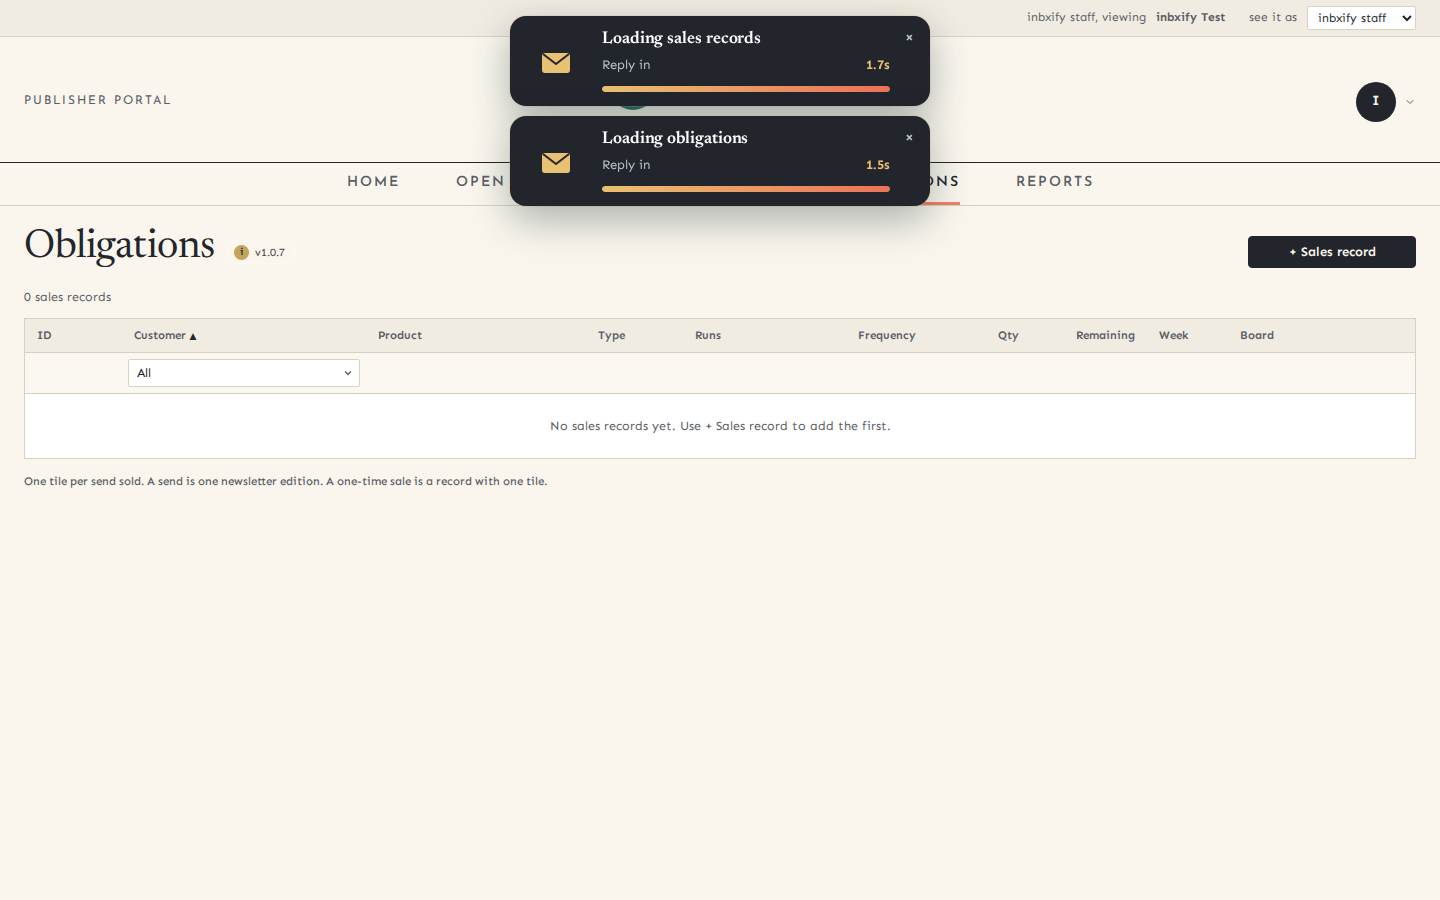 inbxify staff, viewing inbxify Test see it as inbxify staff
Loading sales records ×
Reply in 1.7s
PUBLISHER PORTAL
I
Loading obligations ×
Reply in 1.5s
HOME OPEN REPORTS
Obligations i v1.0.7
+ Sales record
0 sales records
ID Customer ▲ Product Type Runs Frequency Qty Remaining Week Board
All
No sales records yet. Use + Sales record to add the first.
One tile per send sold. A send is one newsletter edition. A one-time sale is a record with one tile.